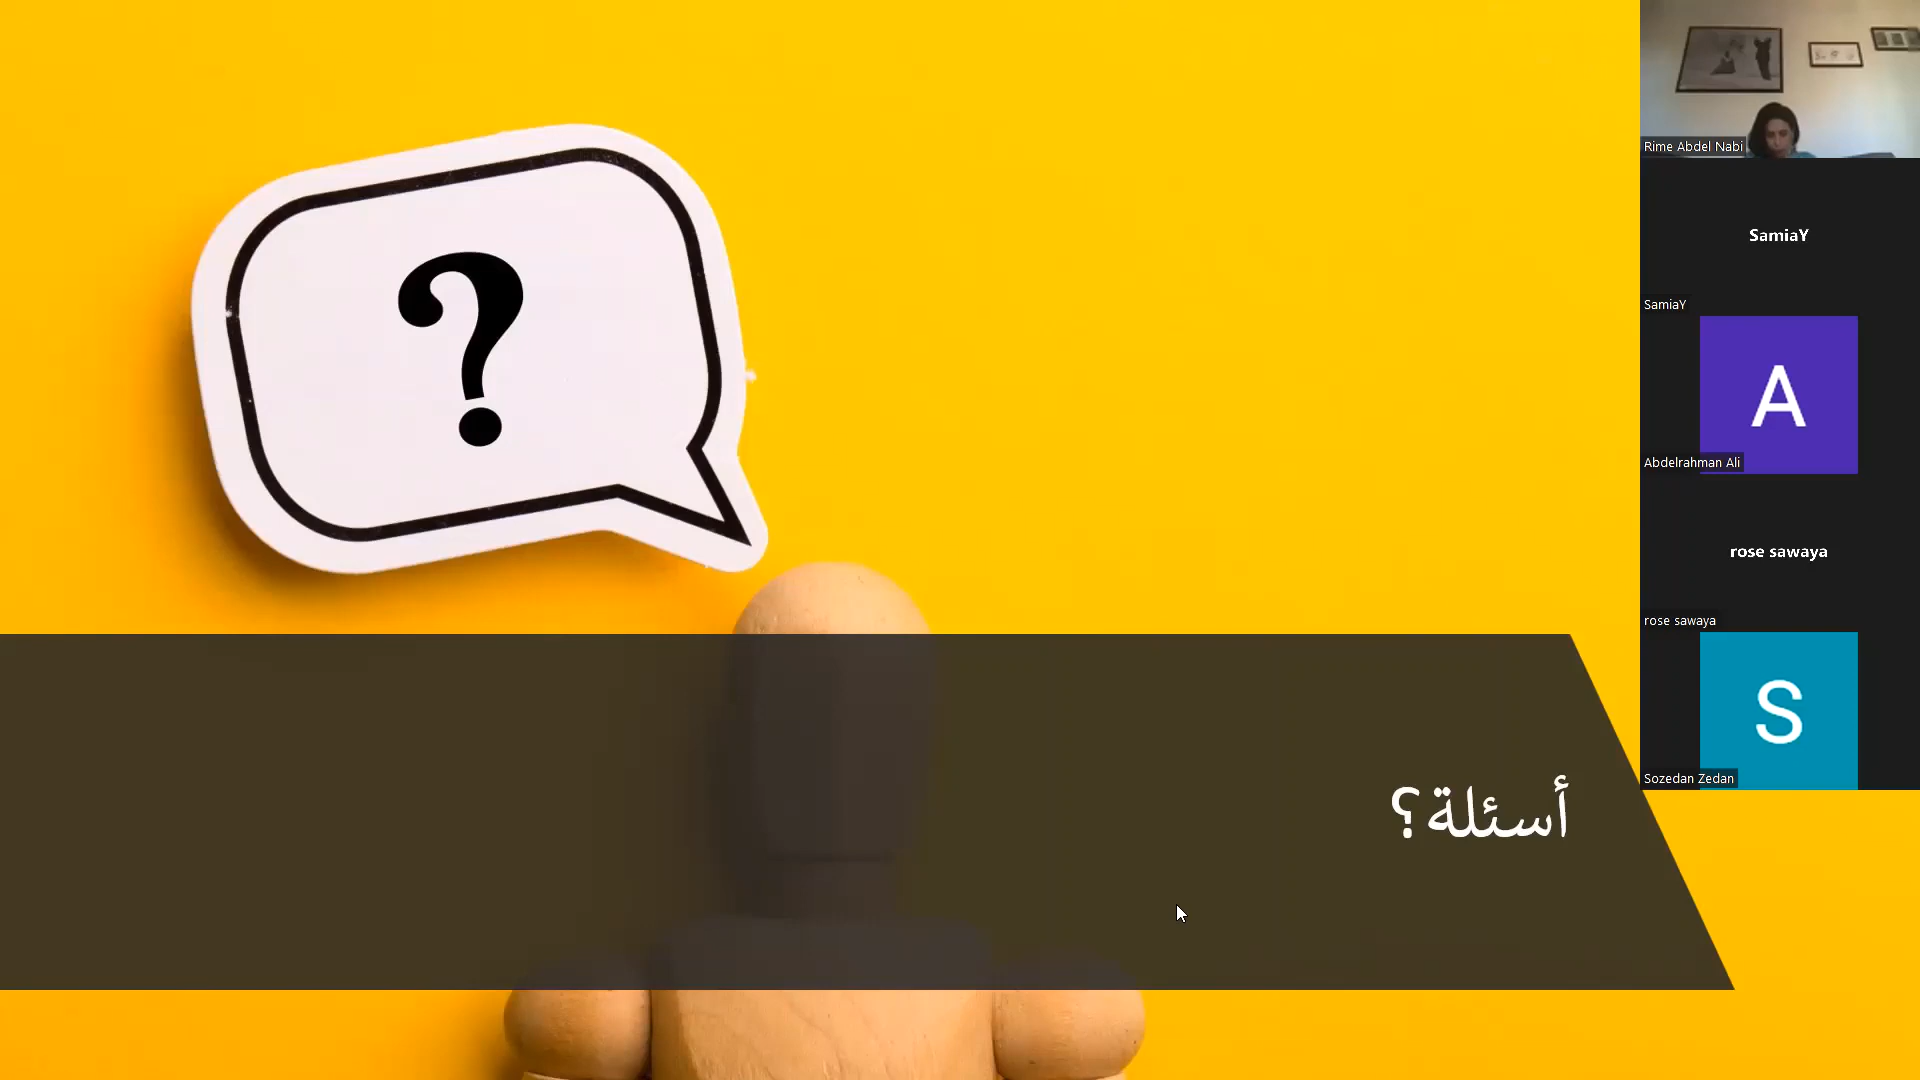 ?
أسئلة؟
Rime Abdel Nabi
SamiaY
SamiaY
A
Abdelrahman Ali
rose sawaya
rose sawaya
S
Sozedan Zedan